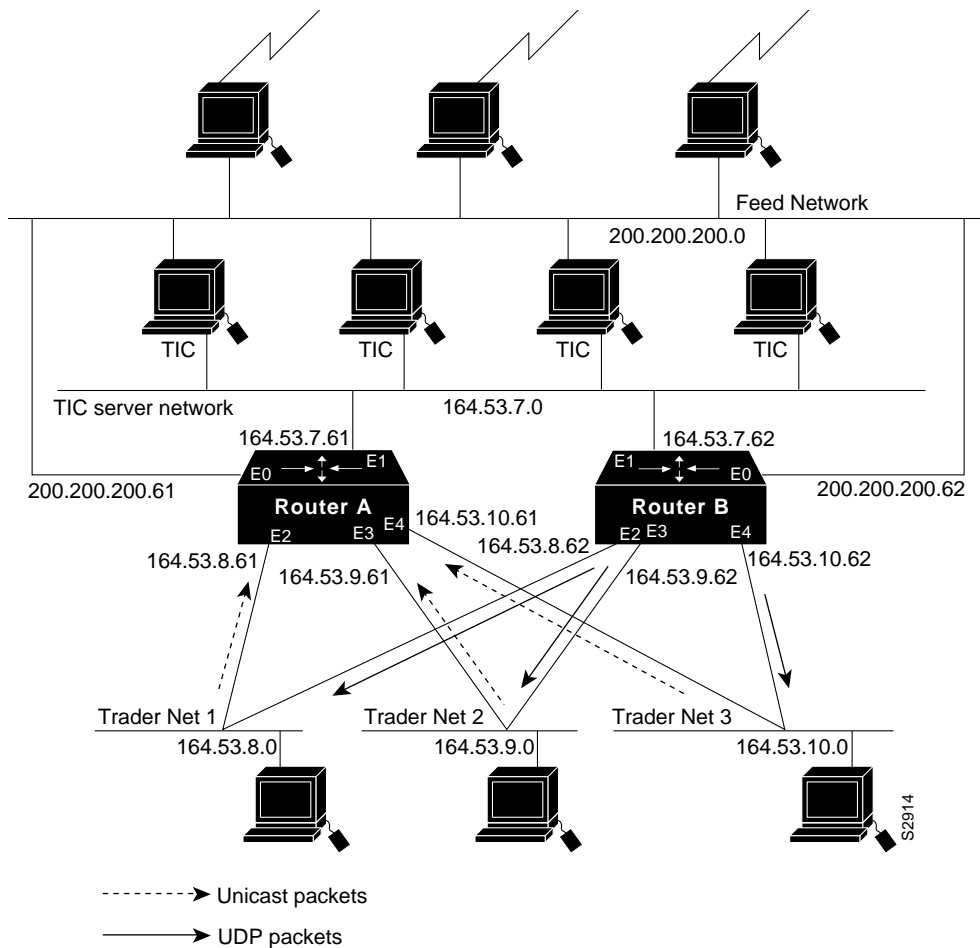 Feed Network
200.200.200.0
TIC
TIC
TIC
TIC
TIC server network
164.53.7.0
164.53.7.61
164.53.7.62
E0
E1
E1
E0
200.200.200.61
200.200.200.62
Router A
Router B
E2
E3
E4
E2
E3
E4
164.53.10.61
164.53.8.61
164.53.8.62
164.53.9.61
164.53.9.62
164.53.10.62
Trader Net 1
Trader Net 2
Trader Net 3
164.53.8.0
164.53.9.0
164.53.10.0
S2914
Unicast packets
UDP packets